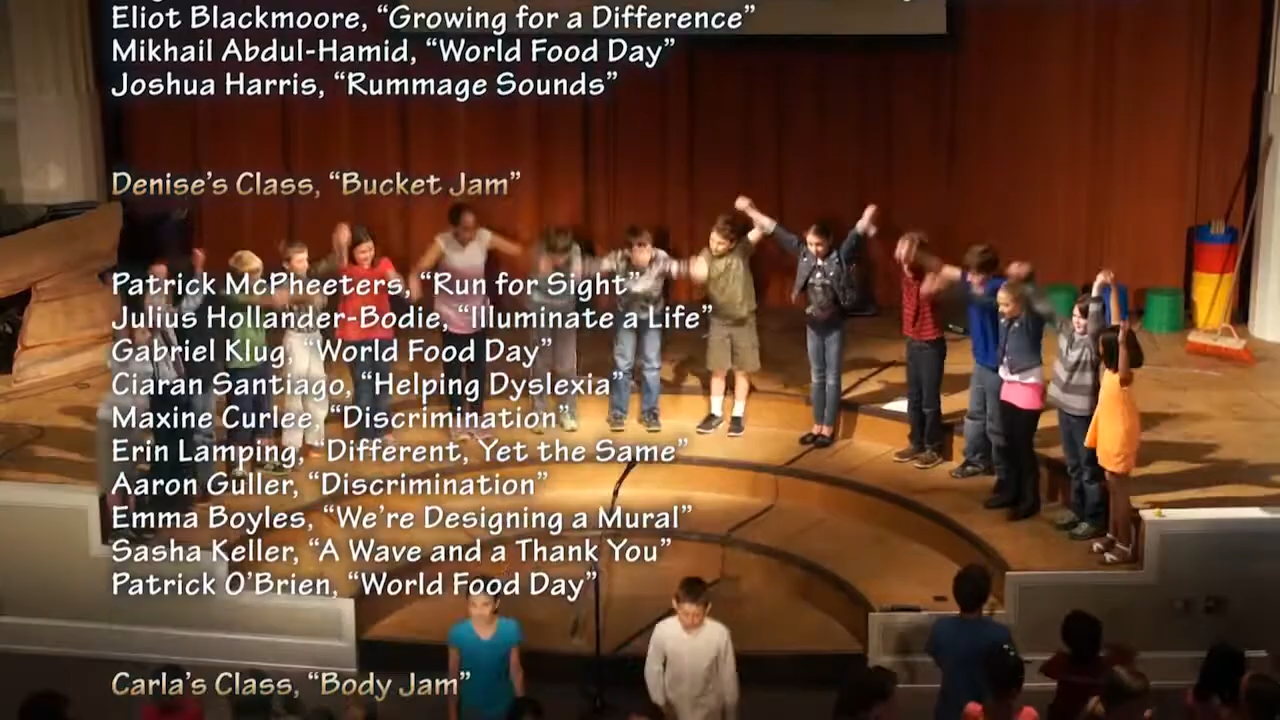 Eliot Blackmoore, “Growing for a Difference”
Mikhail Abdul-Hamid, “World Food Day”
Joshua Harris, “Rummage Sounds”
Denise’s Class, “Bucket Jam”
Patrick McPheeters, “Run for Sight”
Julius Hollander-Bodie, “Illuminate a Life”
Gabriel Klug, “World Food Day”
Ciaran Santiago, “Helping Dyslexia”
Maxine Curlee, “Discrimination”
Erin Lamping, “Different, Yet the Same”
Aaron Guller, “Discrimination”
Emma Boyles, “We’re Designing a Mural”
Sasha Keller, “A Wave and a Thank You”
Patrick O’Brien, “World Food Day”
Carla’s Class, “Body Jam”